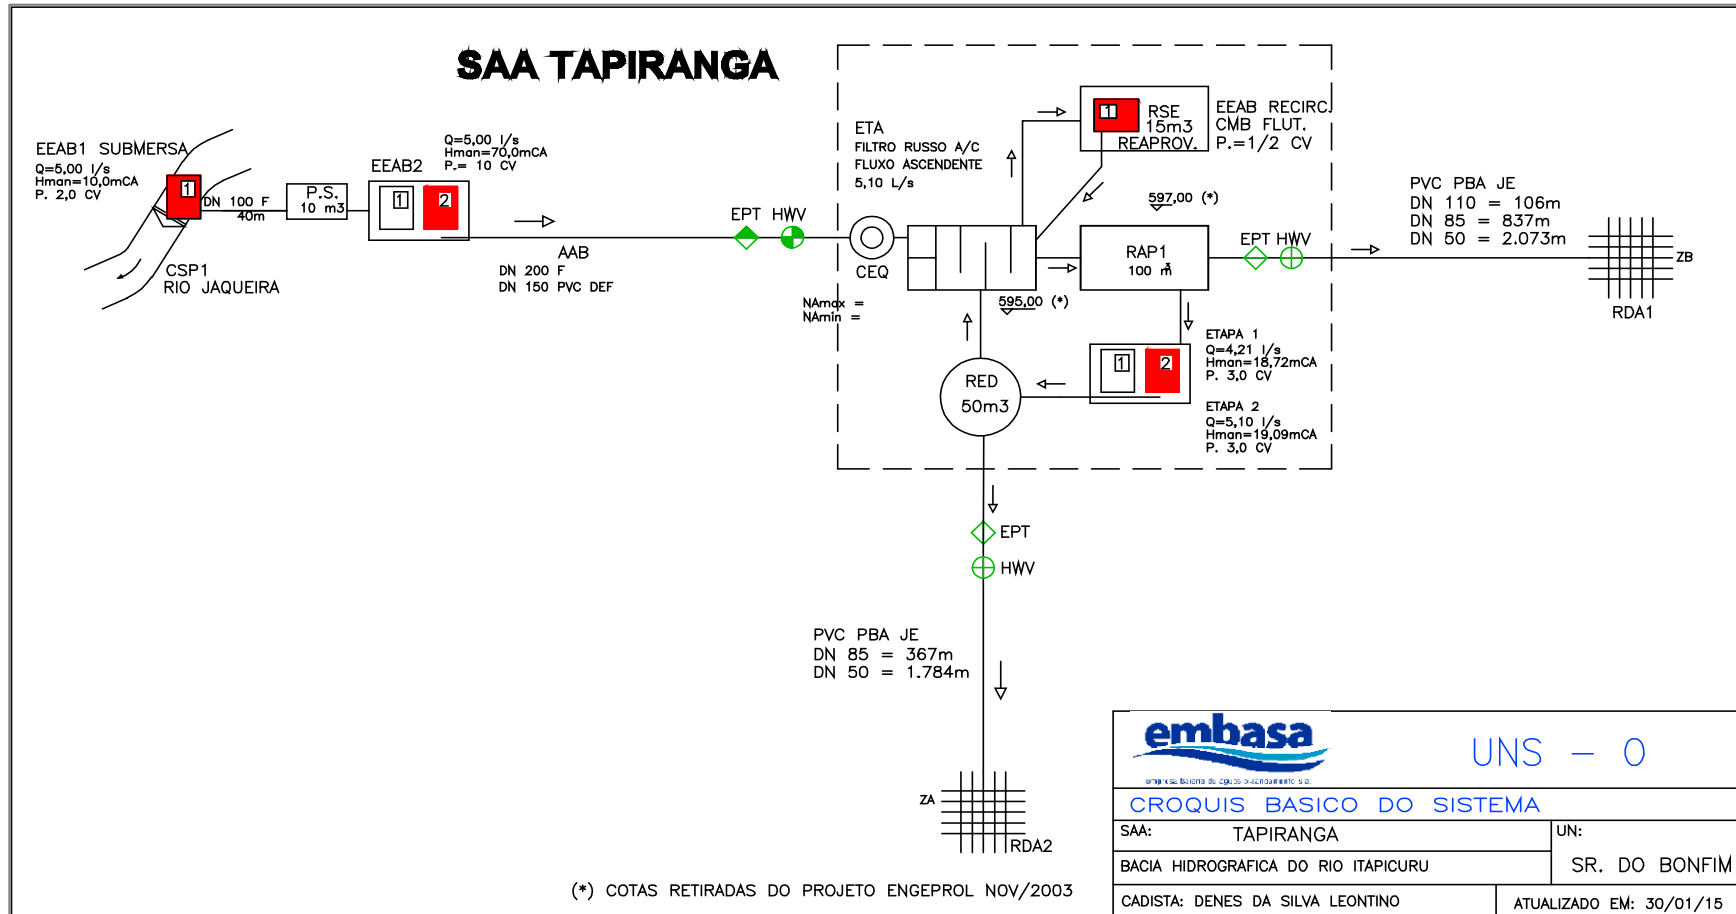 SAA TAPIRANGA
EEAB1 SUBMERSA
Q=5,00 l/s
Hman=10,0mCA
P. 2,0 CV
1
DN 100 F
40m
P.S.
10 m3
EEAB2
Q=5,00 l/s
Hman=70,0mCA
P.= 10 CV
1
2
CSP1
RIO JAQUEIRA
AAB
DN 200 F
DN 150 PVC DEF
EPT HWV
CEQ
NAmax =
NAmin =
ETA
FILTRO RUSSO A/C
FLUXO ASCENDENTE
5,10 L/s
1
RSE
15m3
REAPROV.
EEAB RECIRC.
CMB FLUT.
P.=1/2 CV
597,00 (*)
RAP1
100 m3
595,00 (*)
EPT HWV
PVC PBA JE
DN 110 = 106m
DN 85 = 837m
DN 50 = 2.073m
ZB
RDA1
1
2
ETAPA 1
Q=4,21 l/s
Hman=18,72mCA
P. 3,0 CV
ETAPA 2
Q=5,10 l/s
Hman=19,09mCA
P. 3,0 CV
RED
50m3
EPT
HWV
PVC PBA JE
DN 85 = 367m
DN 50 = 1.784m
ZA
RDA2
(*) COTAS RETIRADAS DO PROJETO ENGEPROL NOV/2003
embasa
empresa baiana de águas e saneamento s.a.
UNS - O
CROQUIS BASICO DO SISTEMA
SAA: TAPIRANGA
UN:
SR. DO BONFIM
BACIA HIDROGRAFICA DO RIO ITAPICURU
CADISTA: DENES DA SILVA LEONTINO
ATUALIZADO EM: 30/01/15